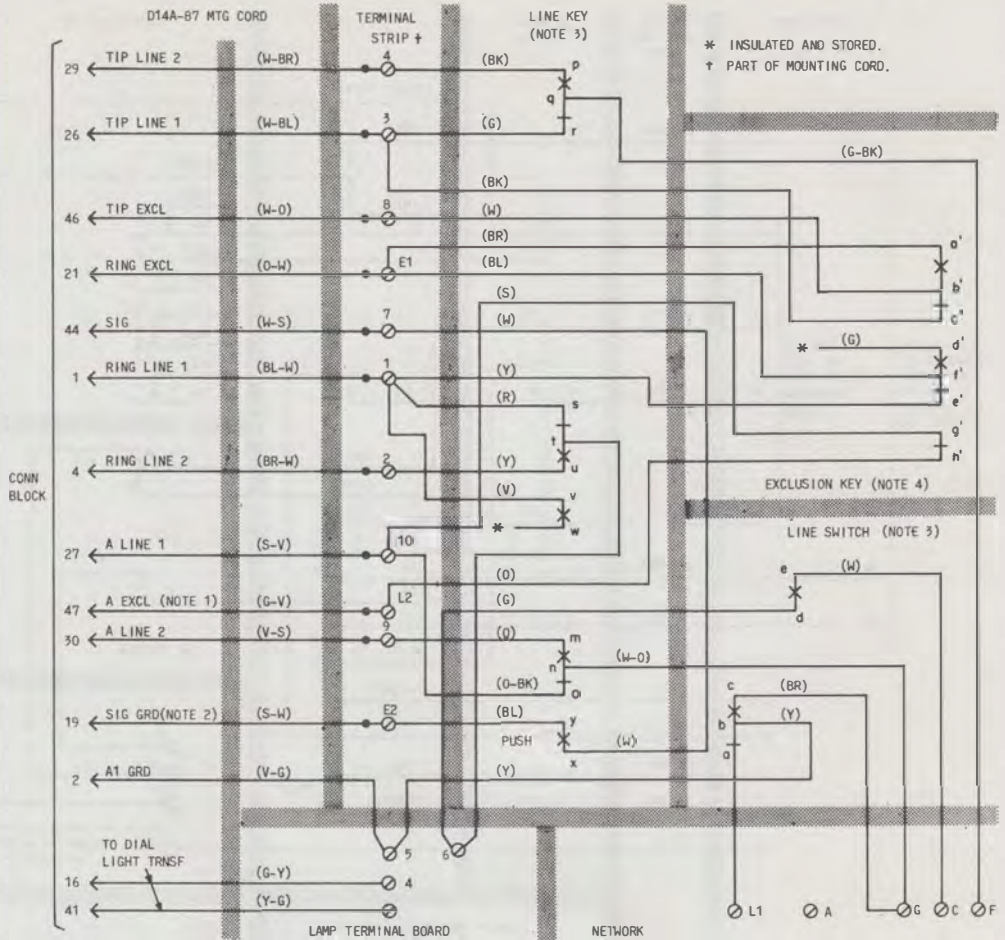 D14A-87 MTG CORD
TERMINAL
STRIP †
LINE KEY
(NOTE 3)
* INSULATED AND STORED.
† PART OF MOUNTING CORD.
29 TIP LINE 2 (W-BR) 4 (BK) p
q
26 TIP LINE 1 (W-BL) 3 (G) r
(G-BK)
(BK)
46 TIP EXCL (W-O) 8 (W)
(BR) a'
21 RING EXCL (O-W) E1 (BL) b'
(S) c'
44 SIG (W-S) 7 (W)
* (G) d'
1 RING LINE 1 (BL-W) 1 (Y) f'
(R) s e'
t g'
4 RING LINE 2 (BR-W) 2 (Y) u h'
CONN
BLOCK
(V) v
EXCLUSION KEY (NOTE 4)
* w
27 A LINE 1 (S-V) 10
LINE SWITCH (NOTE 3)
(O) e (W)
47 A EXCL (NOTE 1) (G-V) L2 (G) d
30 A LINE 2 (V-S) 9 (O) m
n (W-O)
(O-BK) o c (BR)
19 SIG GRD(NOTE 2) (S-W) E2 (BL) y b (Y)
PUSH x (W) a
2 A1 GRD (V-G) (Y)
5 6
TO DIAL
LIGHT TRNSF
16 (G-Y) 4
41 (Y-G) L1 A G C F
LAMP TERMINAL BOARD NETWORK